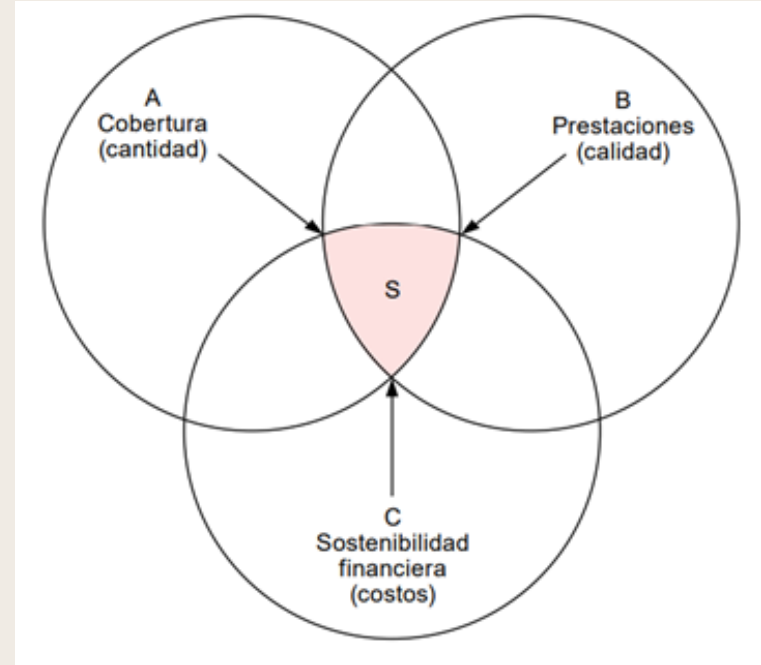 A
Cobertura
(cantidad)
B
Prestaciones
(calidad)
S
C
Sostenibilidad
financiera
(costos)